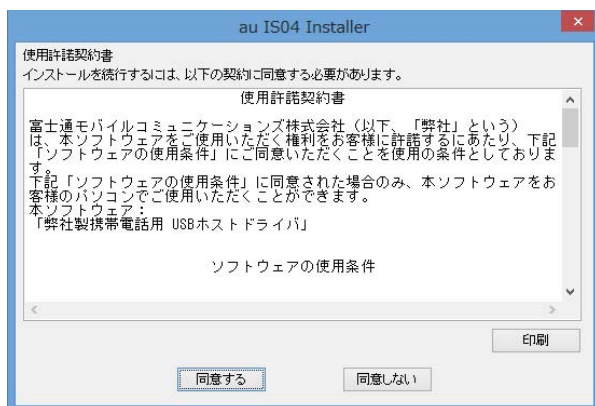 au IS04 Installer
使用許諾契約書
インストールを続行するには、以下の契約に同意する必要があります。
使用許諾契約書
富士通モバイルコミュニケーションズ株式会社（以下、「弊社」という）
は、本ソフトウェアをご使用いただく権利をお客様に許諾するにあたり、下記
「ソフトウェアの使用条件」にご同意いただくことを使用の条件としておりま
す。
下記「ソフトウェアの使用条件」に同意された場合のみ、本ソフトウェアをお
客様のパソコンでご使用いただくことができます。
本ソフトウェア：
「弊社製携帯電話用 USBホストドライバ」
ソフトウェアの使用条件
印刷
同意する
同意しない